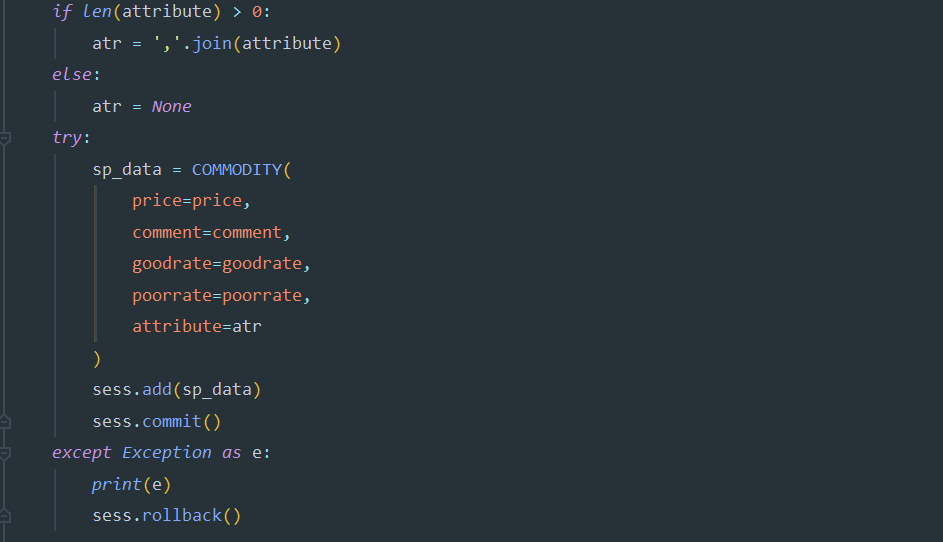 if len(attribute) > 0:
atr = ','.join(attribute)
else:
atr = None
try:
sp_data = COMMODITY(
price=price,
comment=comment,
goodrate=goodrate,
poorrate=poorrate,
attribute=atr
)
sess.add(sp_data)
sess.commit()
except Exception as e:
print(e)
sess.rollback()